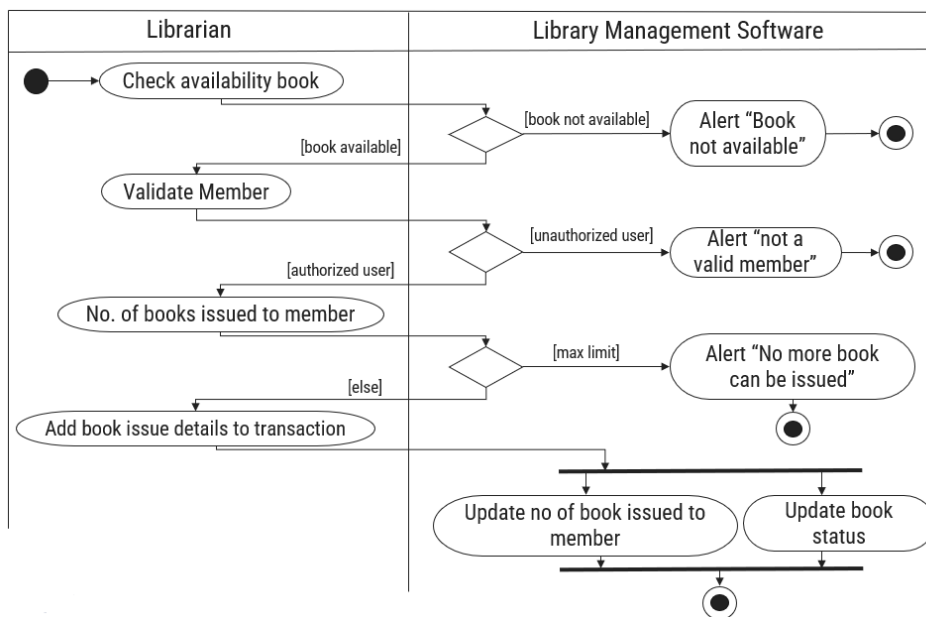 Librarian
Library Management Software
Check availability book
[book not available]
Alert “Book
not available”
[book available]
Validate Member
[unauthorized user]
Alert “not a
valid member”
[authorized user]
No. of books issued to member
[max limit]
Alert “No more book
can be issued”
[else]
Add book issue details to transaction
Update no of book issued to
member
Update book
status